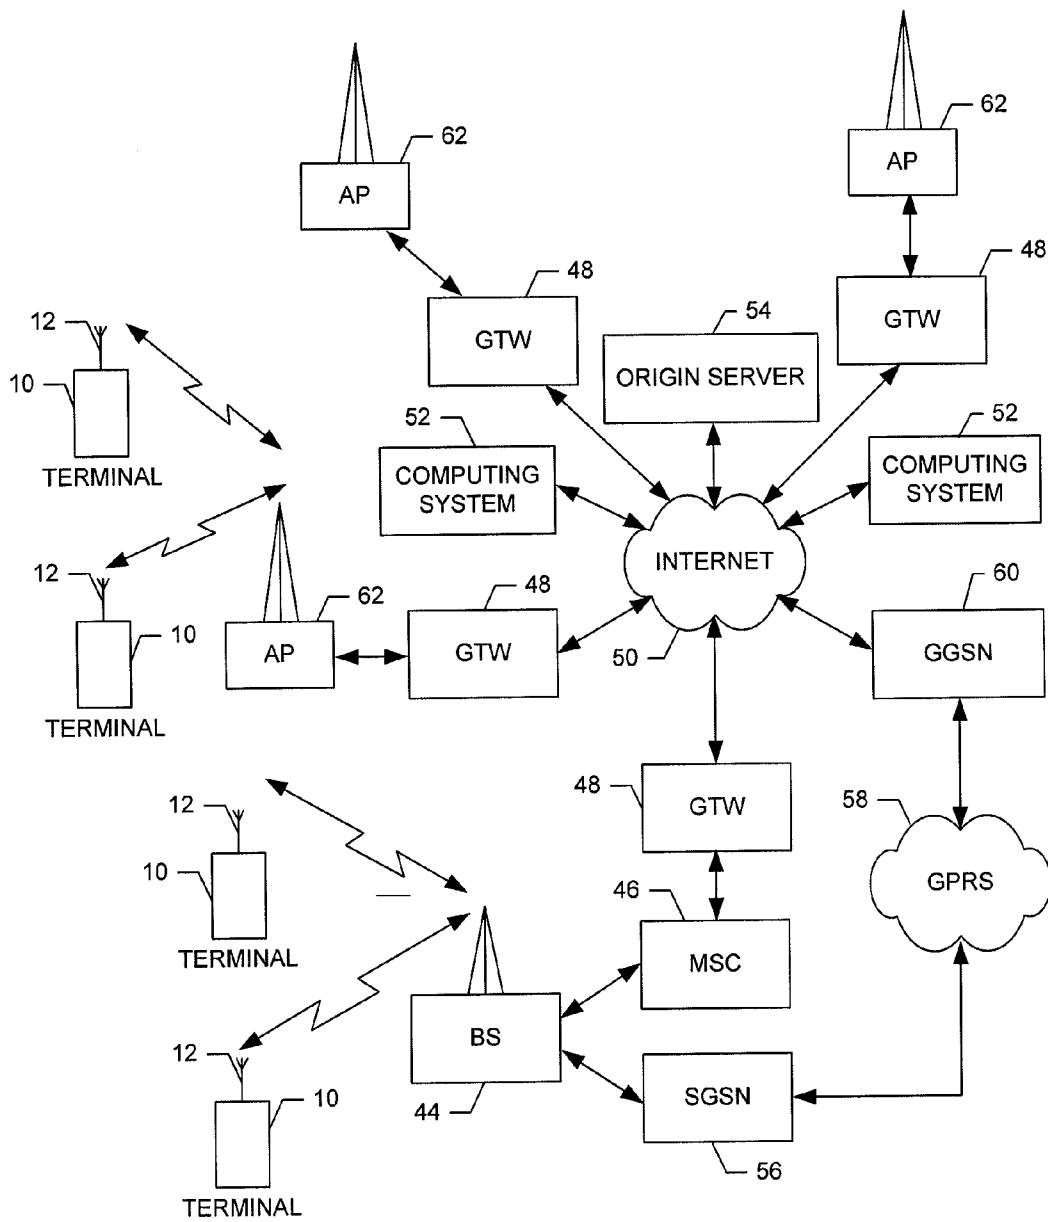 62
AP
62
AP
48
GTW
48
GTW
54
ORIGIN SERVER
12
10
TERMINAL
52
COMPUTING
SYSTEM
52
COMPUTING
SYSTEM
INTERNET
50
12
10
TERMINAL
62
AP
48
GTW
60
GGSN
48
GTW
58
GPRS
12
10
TERMINAL
46
MSC
BS
44
12
10
TERMINAL
SGSN
56